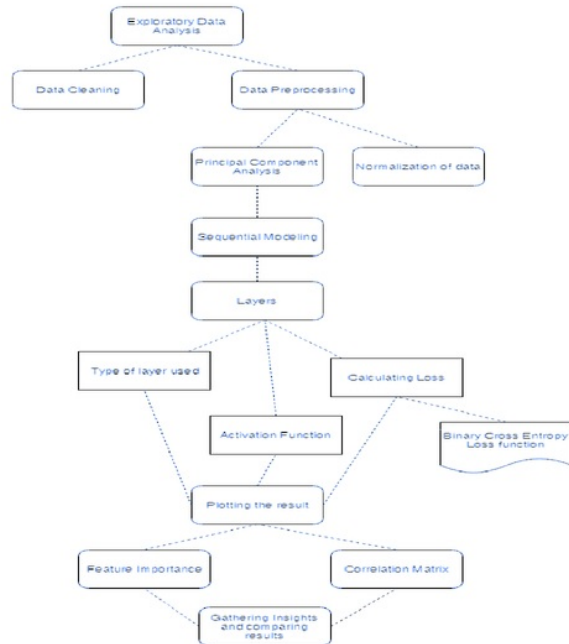 Exploratory Data
Analysis
Data Cleaning
Data Preprocessing
Principal Component
Analysis
Normalization of data
Sequential Modeling
Layers
Type of layer used
Calculating Loss
Activation Function
Binary Cross Entropy
Loss function
Plotting the result
Feature Importance
Correlation Matrix
Gathering Insights
and comparing
results